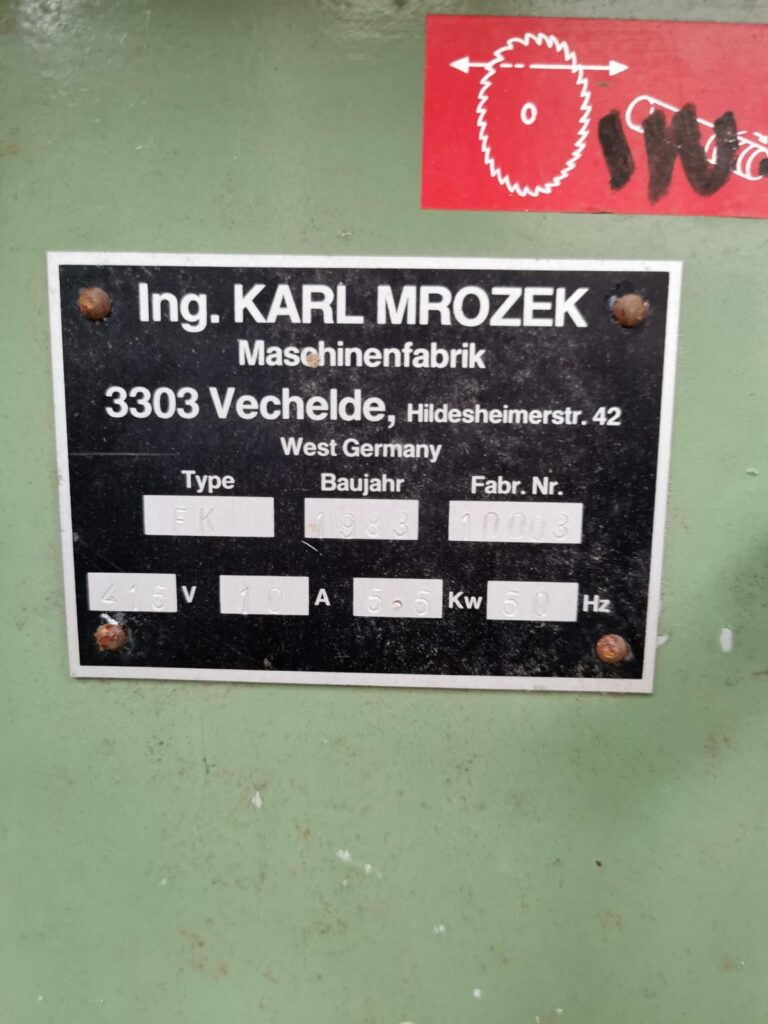 Ing. KARL MROZEK
Maschinenfabrik
3303 Vechelde, Hildesheimerstr. 42
West Germany
Type Baujahr Fabr. Nr.
FK 1983 10003
415 V 10 A 5.5 Kw 50 Hz